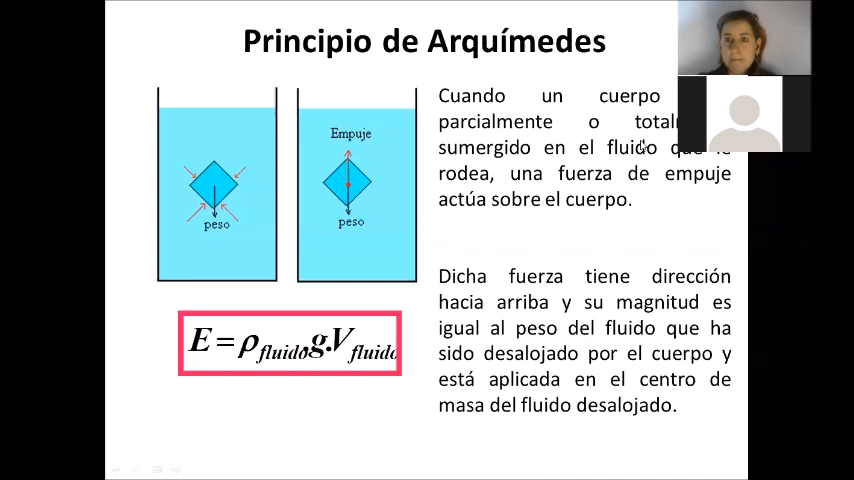 Principio de Arquímedes
Cuando un cuerpo
parcialmente o
sumergido en el fluido
rodea, una fuerza de empuje
actúa sobre el cuerpo.
Empuje
peso
peso
E = ρfluido.g.Vfluido
Dicha fuerza tiene dirección
hacia arriba y su magnitud es
igual al peso del fluido que ha
sido desalojado por el cuerpo y
está aplicada en el centro de
masa del fluido desalojado.